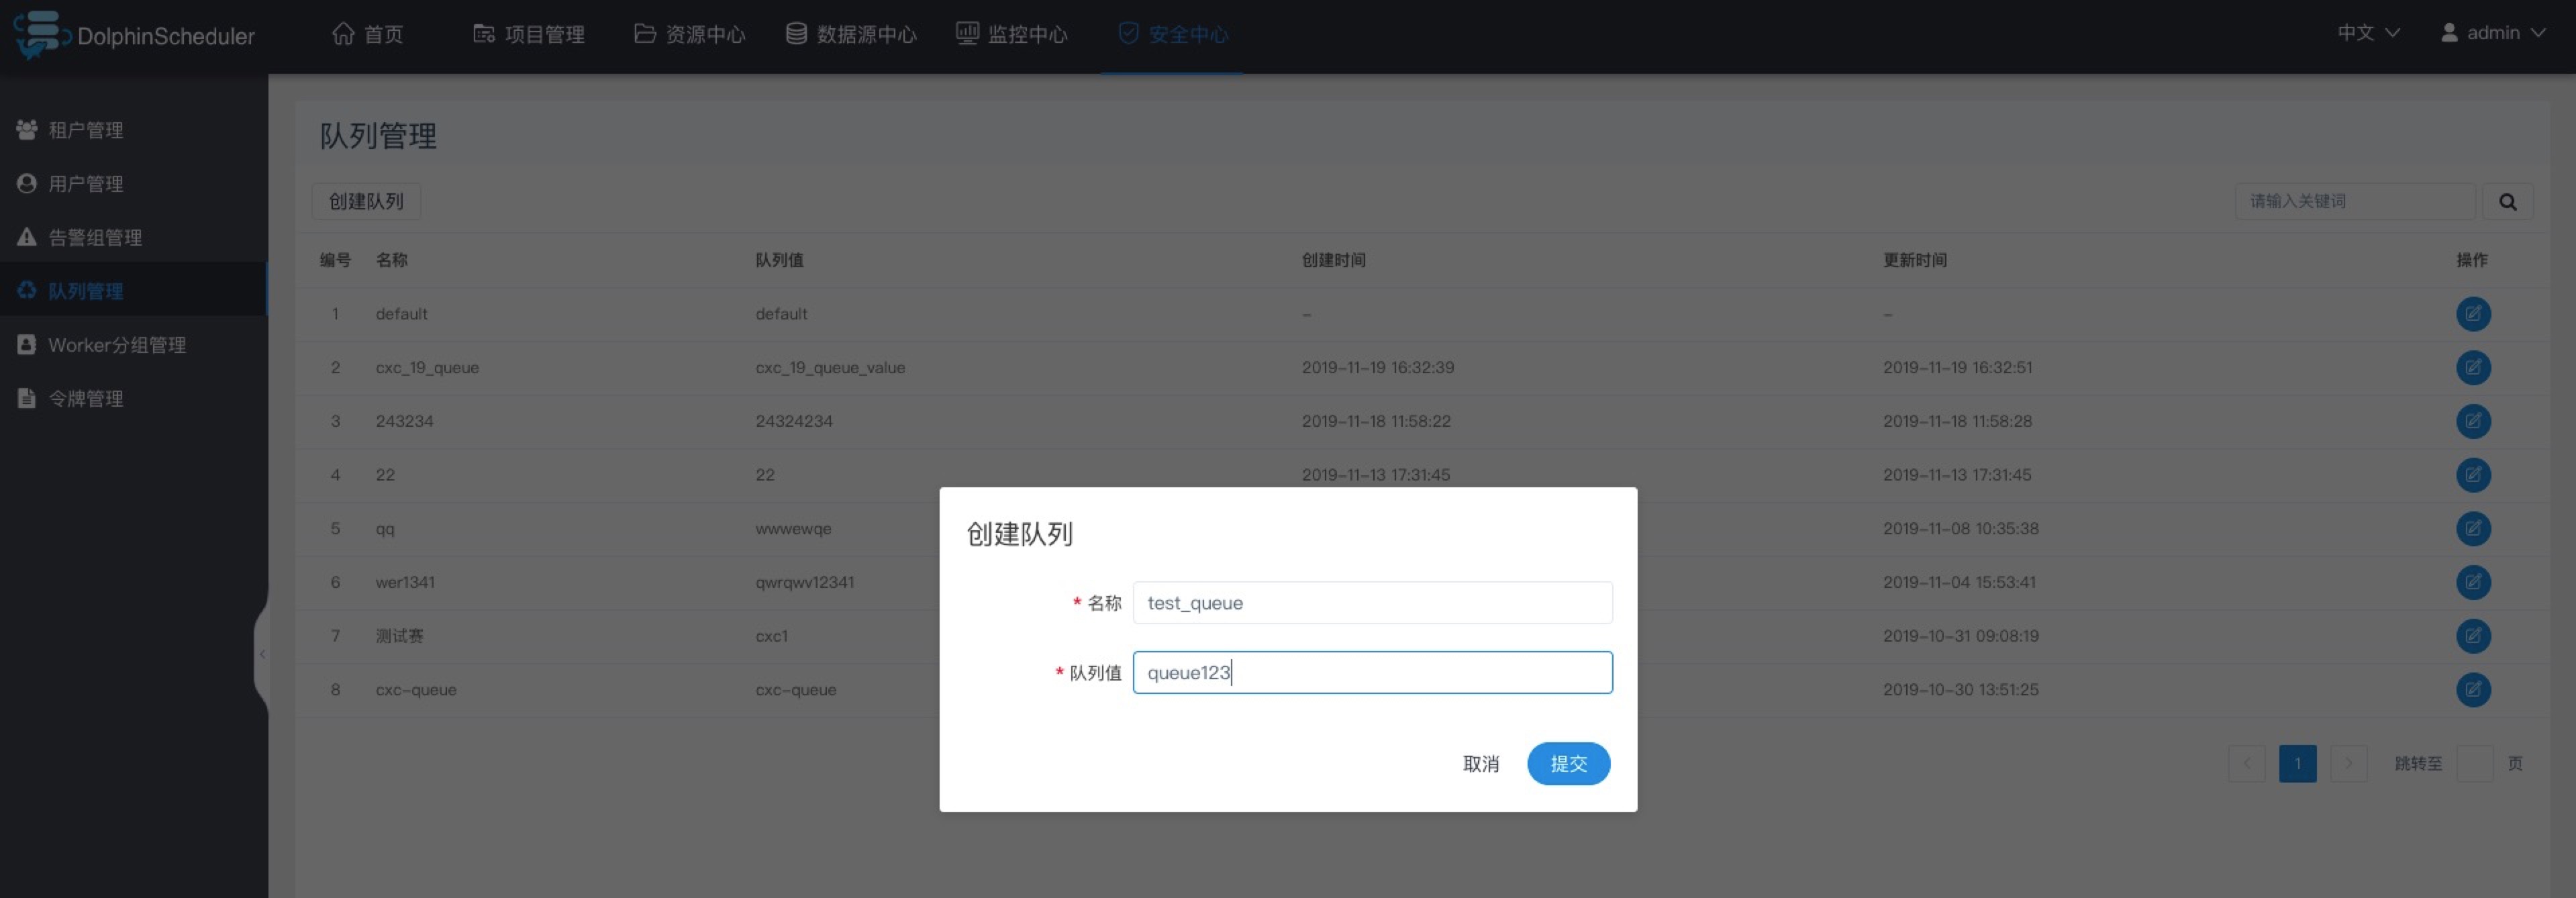 DolphinScheduler 首页 项目管理 资源中心 数据源中心 监控中心 安全中心 中文 admin
租户管理
用户管理
告警组管理
队列管理
Worker分组管理
令牌管理
队列管理
创建队列 请输入关键词
编号 名称 队列值 创建时间 更新时间 操作
1 default default – –
2 cxc_19_queue cxc_19_queue_value 2019-11-19 16:32:39 2019-11-19 16:32:51
3 243234 24324234 2019-11-18 11:58:22 2019-11-18 11:58:28
4 22 22 2019-11-13 17:31:45 2019-11-13 17:31:45
5 qq wwwewqe 2019-11-08 10:35:38
6 wer1341 qwrqwv12341 2019-11-04 15:53:41
7 测试赛 cxc1 2019-10-31 09:08:19
8 cxc-queue cxc-queue 2019-10-30 13:51:25
创建队列
* 名称 test_queue
* 队列值 queue123
取消 提交
< 1 > 跳转至 页